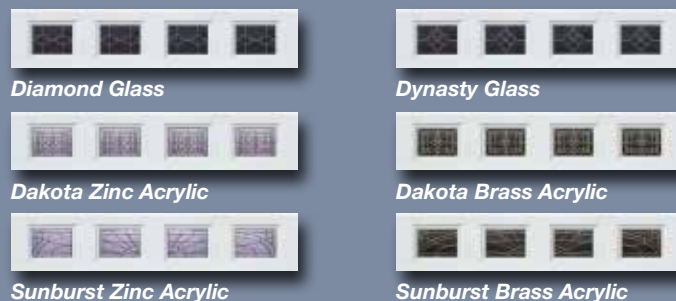 Diamond Glass
Dynasty Glass
Dakota Zinc Acrylic
Dakota Brass Acrylic
Sunburst Zinc Acrylic
Sunburst Brass Acrylic